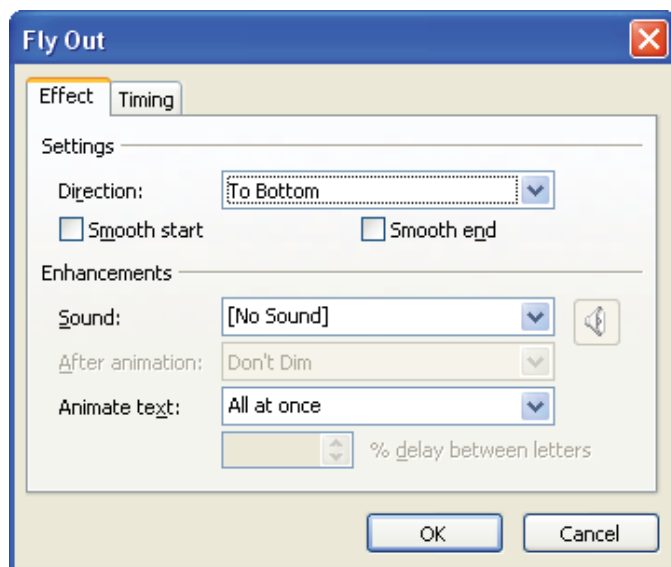 Fly Out
Effect Timing
Settings
Direction: To Bottom
Smooth start Smooth end
Enhancements
Sound: [No Sound]
After animation: Don't Dim
Animate text: All at once
% delay between letters
OK Cancel